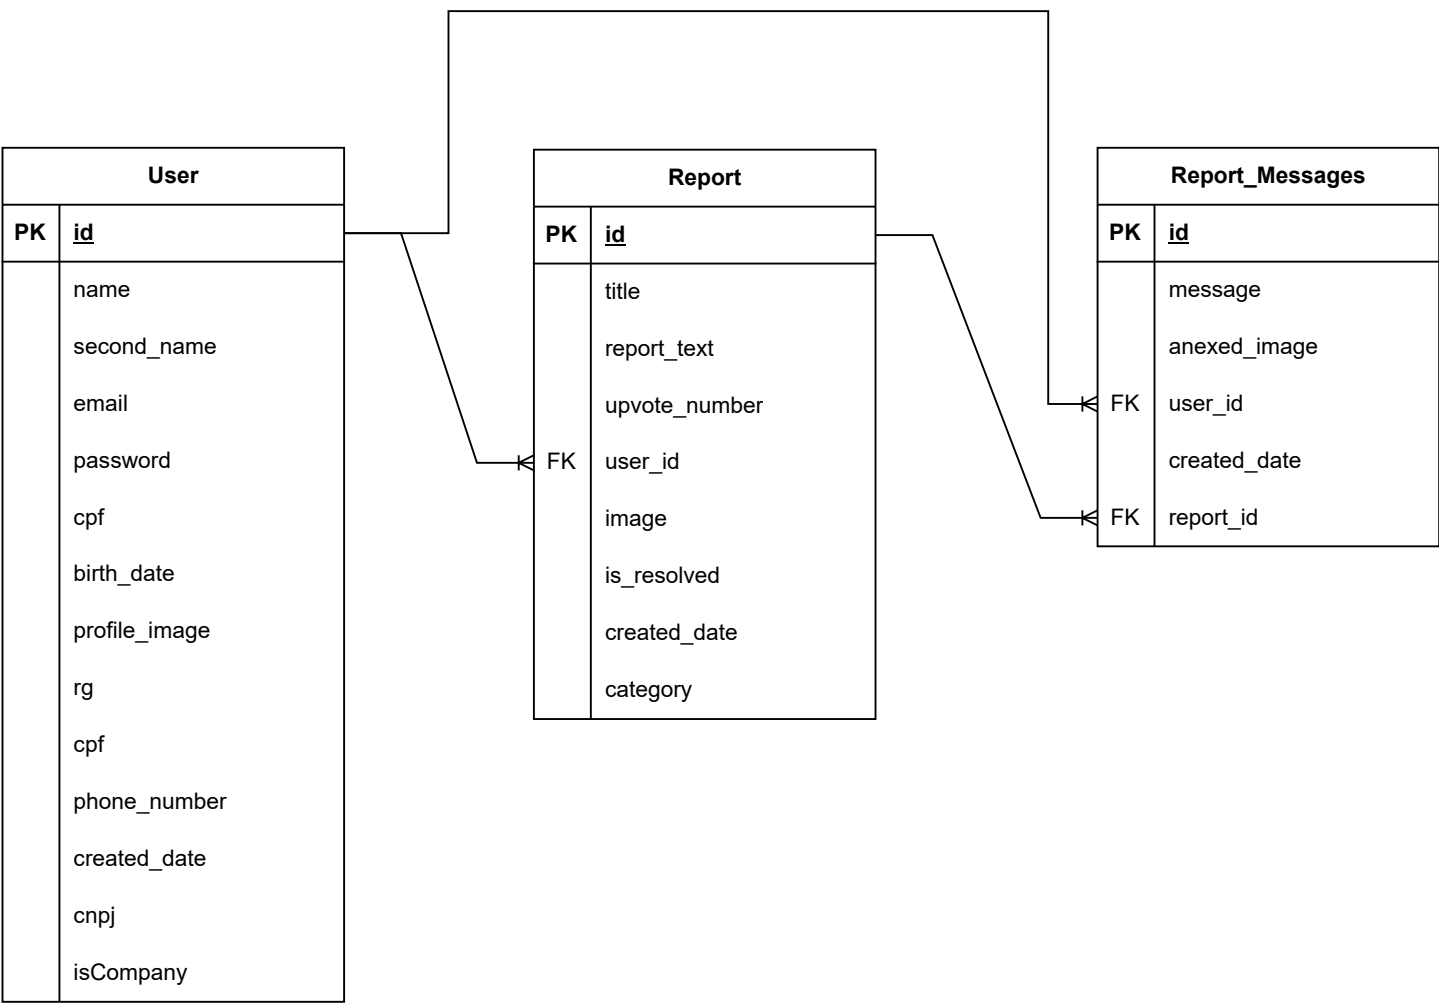 User
PK id
name
second_name
email
password
cpf
birth_date
profile_image
rg
cpf
phone_number
created_date
cnpj
isCompany
Report
PK id
title
report_text
upvote_number
FK user_id
image
is_resolved
created_date
category
Report_Messages
PK id
message
anexed_image
FK user_id
created_date
FK report_id